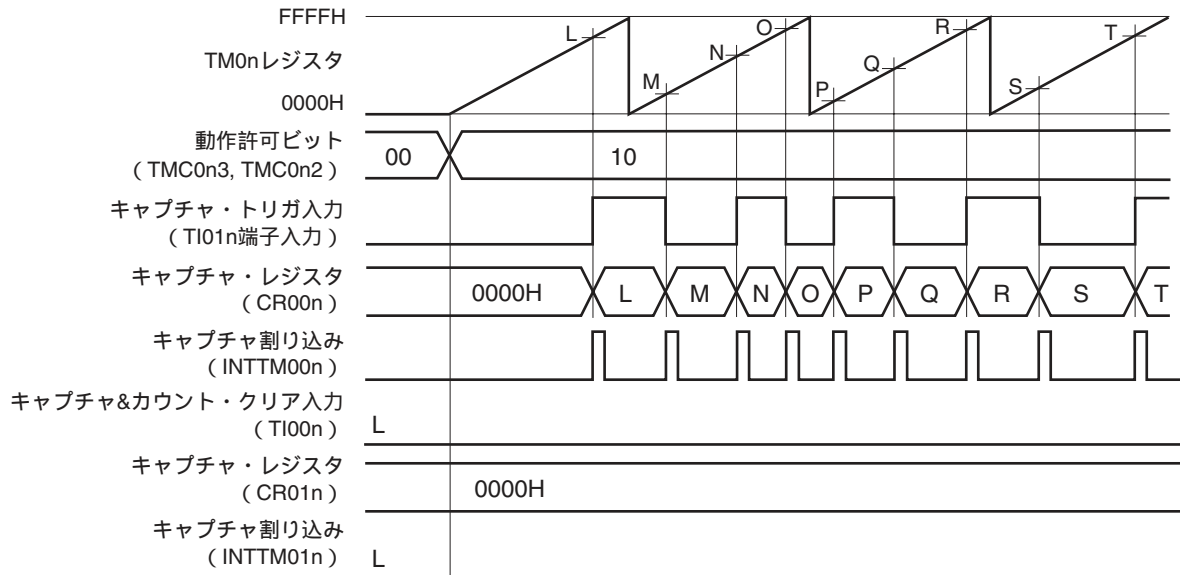 FFFFH
TM0nレジスタ
0000H
L
M
N
O
P
Q
R
S
T
動作許可ビット
（TMC0n3, TMC0n2）
00
10
キャプチャ・トリガ入力
（TI01n端子入力）
キャプチャ・レジスタ
（CR00n）
0000H
L
M
N
O
P
Q
R
S
T
キャプチャ割り込み
（INTTM00n）
キャプチャ&カウント・クリア入力
（TI00n）
L
キャプチャ・レジスタ
（CR01n）
0000H
キャプチャ割り込み
（INTTM01n）
L